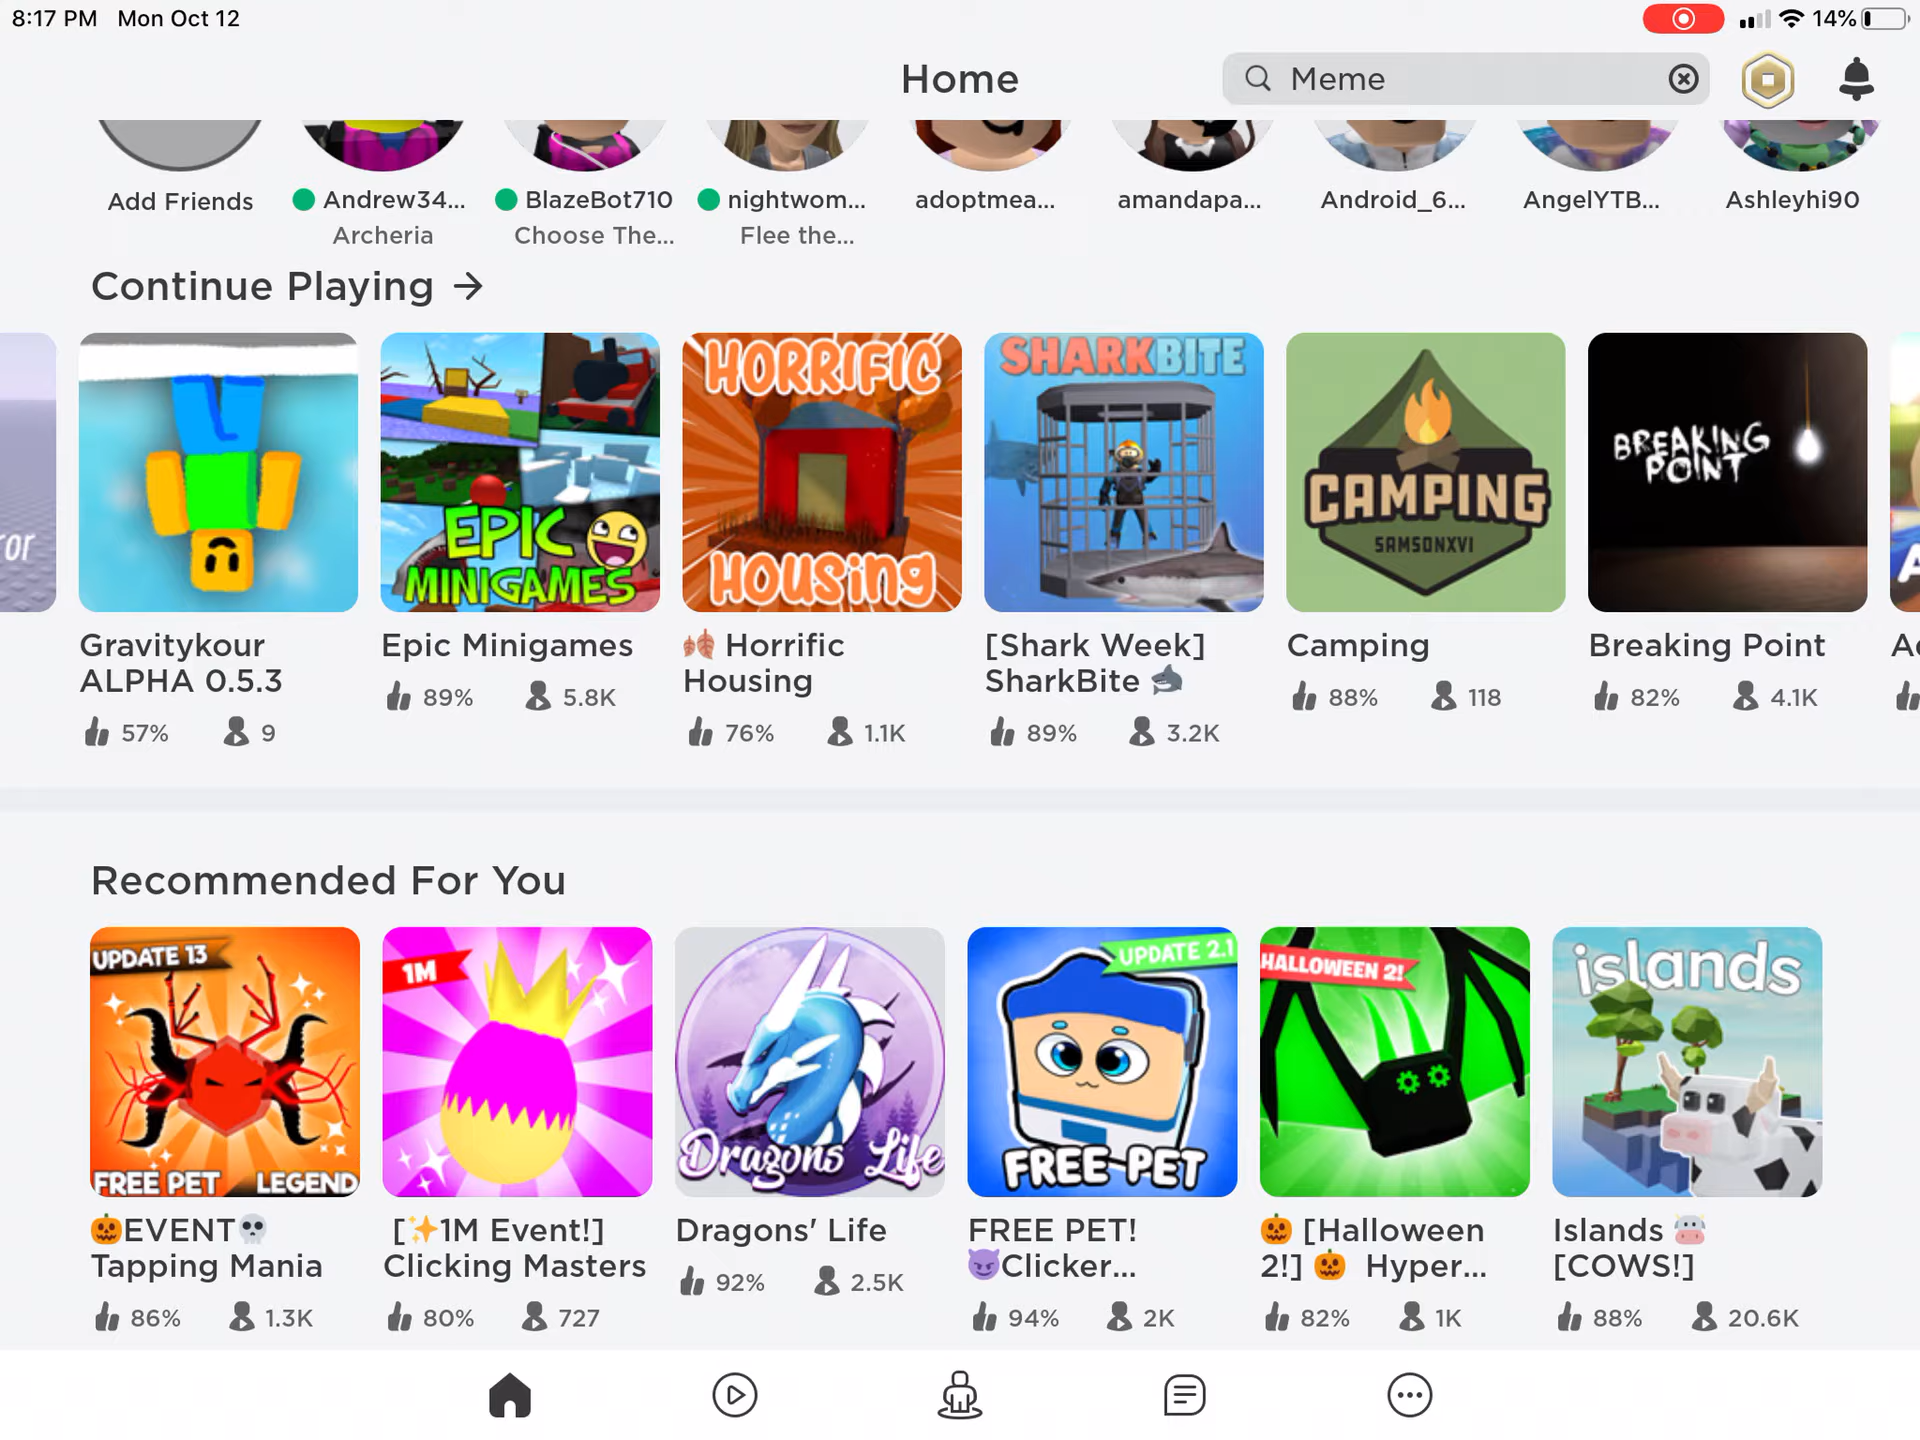 8:17 PM Mon Oct 12
14%
Home
Meme
Add Friends
Andrew34...
BlazeBot710
nightwom...
adoptmea...
amandapa...
Android_6...
AngelYTB...
Ashleyhi90
Archeria
Choose The...
Flee the...
Continue Playing →
ror
EPIC
MINIGAMES
HORRIFIC
HOUSING
SHARKBITE
CAMPING
SAMSONXVI
BREAKING
POINT
A
Gravitykour
ALPHA 0.5.3
57% 9
Epic Minigames
89% 5.8K
🍂 Horrific
Housing
76% 1.1K
[Shark Week]
SharkBite 🦈
89% 3.2K
Camping
88% 118
Breaking Point
82% 4.1K
Ad
Recommended For You
UPDATE 13
FREE PET LEGEND
1M
Dragons' Life
UPDATE 2.1
FREE PET
HALLOWEEN 2!
islands
🎃EVENT💀
Tapping Mania
86% 1.3K
[✨1M Event!]
Clicking Masters
80% 727
Dragons' Life
92% 2.5K
FREE PET!
😈Clicker...
94% 2K
🎃 [Halloween
2!] 🎃 Hyper...
82% 1K
Islands 🐮
[COWS!]
88% 20.6K